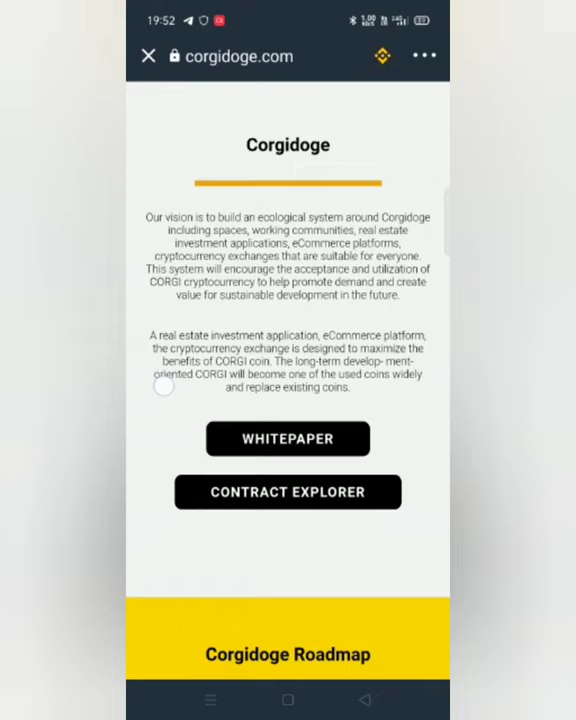 19:52
corgidoge.com
Corgidoge
Our vision is to build an ecological system around Corgidoge
including spaces, working communities, real estate
investment applications, eCommerce platforms,
cryptocurrency exchanges that are suitable for everyone.
This system will encourage the acceptance and utilization of
CORGI cryptocurrency to help promote demand and create
value for sustainable development in the future.
A real estate investment application, eCommerce platform,
the cryptocurrency exchange is designed to maximize the
benefits of CORGI coin. The long-term develop- ment-
oriented CORGI will become one of the used coins widely
and replace existing coins.
WHITEPAPER
CONTRACT EXPLORER
Corgidoge Roadmap